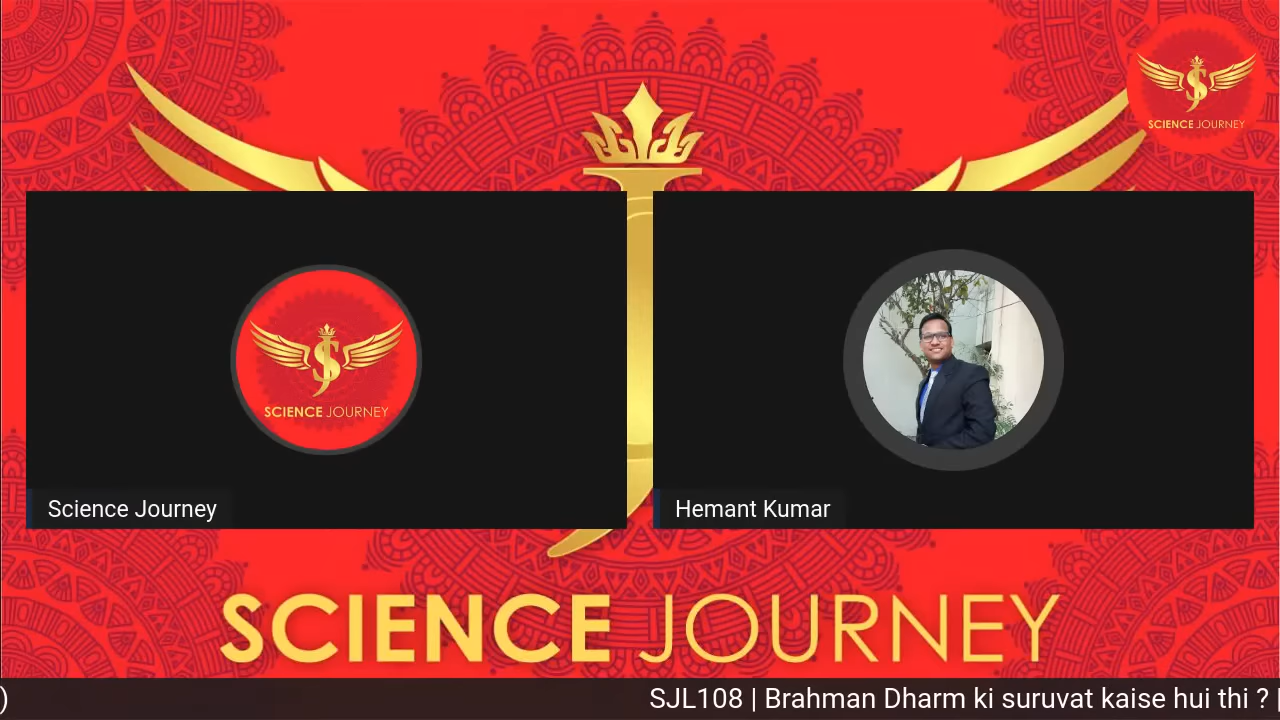 SCIENCE JOURNEY
SCIENCE JOURNEY
Science Journey
Hemant Kumar
SCIENCE JOURNEY
) SJL108 | Brahman Dharm ki suruvat kaise hui thi ? |